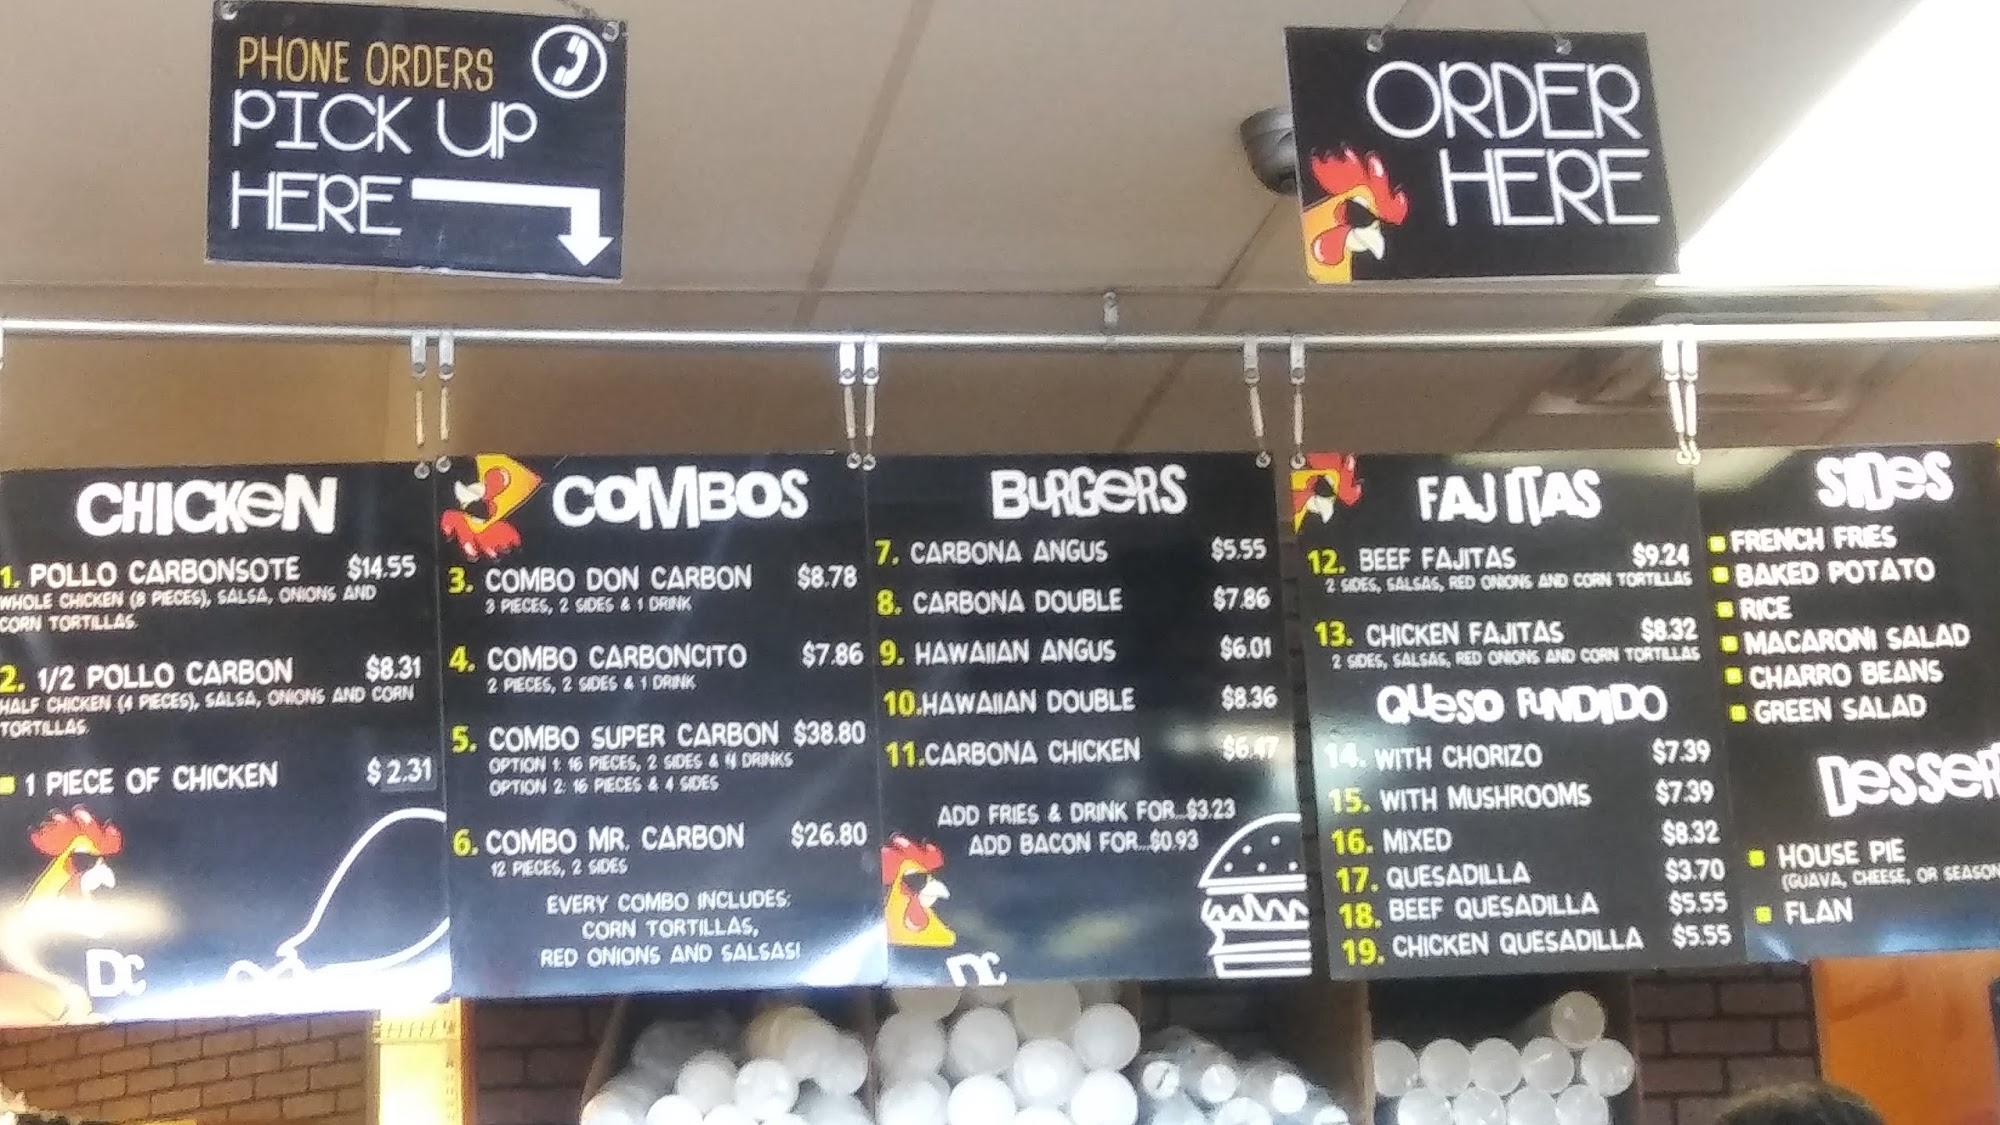 PHONE ORDERS
PICK UP
HERE
ORDER
HERE
CHICKEN
1. POLLO CARBONSOTE $14.55
WHOLE CHICKEN (8 PIECES), SALSA, ONIONS AND
CORN TORTILLAS.
2. 1/2 POLLO CARBON $8.31
HALF CHICKEN (4 PIECES), SALSA, ONIONS AND CORN
TORTILLAS.
1 PIECE OF CHICKEN $2.31
DC
COMBOS
3. COMBO DON CARBON $8.78
3 PIECES, 2 SIDES & 1 DRINK
4. COMBO CARBONCITO $7.86
2 PIECES, 2 SIDES & 1 DRINK
5. COMBO SUPER CARBON $38.80
OPTION 1: 16 PIECES, 2 SIDES & 4 DRINKS
OPTION 2: 16 PIECES & 4 SIDES
6. COMBO MR. CARBON $26.80
12 PIECES, 2 SIDES
EVERY COMBO INCLUDES:
CORN TORTILLAS,
RED ONIONS AND SALSAS!
BURGERS
7. CARBONA ANGUS $5.55
8. CARBONA DOUBLE $7.86
9. HAWAIIAN ANGUS $6.01
10. HAWAIIAN DOUBLE $8.36
11. CARBONA CHICKEN $6.47
ADD FRIES & DRINK FOR...$3.23
ADD BACON FOR...$0.93
DC
FAJITAS
12. BEEF FAJITAS $9.24
2 SIDES, SALSAS, RED ONIONS AND CORN TORTILLAS
13. CHICKEN FAJITAS $8.32
2 SIDES, SALSAS, RED ONIONS AND CORN TORTILLAS
QUESO FUNDIDO
14. WITH CHORIZO $7.39
15. WITH MUSHROOMS $7.39
16. MIXED $8.32
17. QUESADILLA $3.70
18. BEEF QUESADILLA $5.55
19. CHICKEN QUESADILLA $5.55
SIDES
FRENCH FRIES
BAKED POTATO
RICE
MACARONI SALAD
CHARRO BEANS
GREEN SALAD
DESSER
HOUSE PIE
(GUAVA, CHEESE, OR SEASON
FLAN